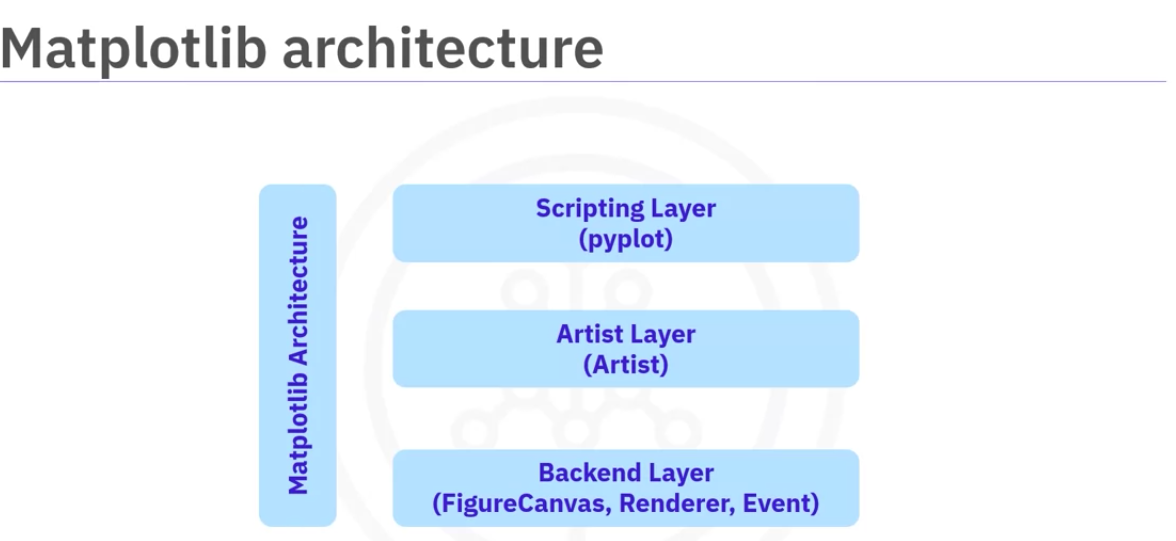 Matplotlib architecture
Matplotlib Architecture
Scripting Layer
(pyplot)
Artist Layer
(Artist)
Backend Layer
(FigureCanvas, Renderer, Event)